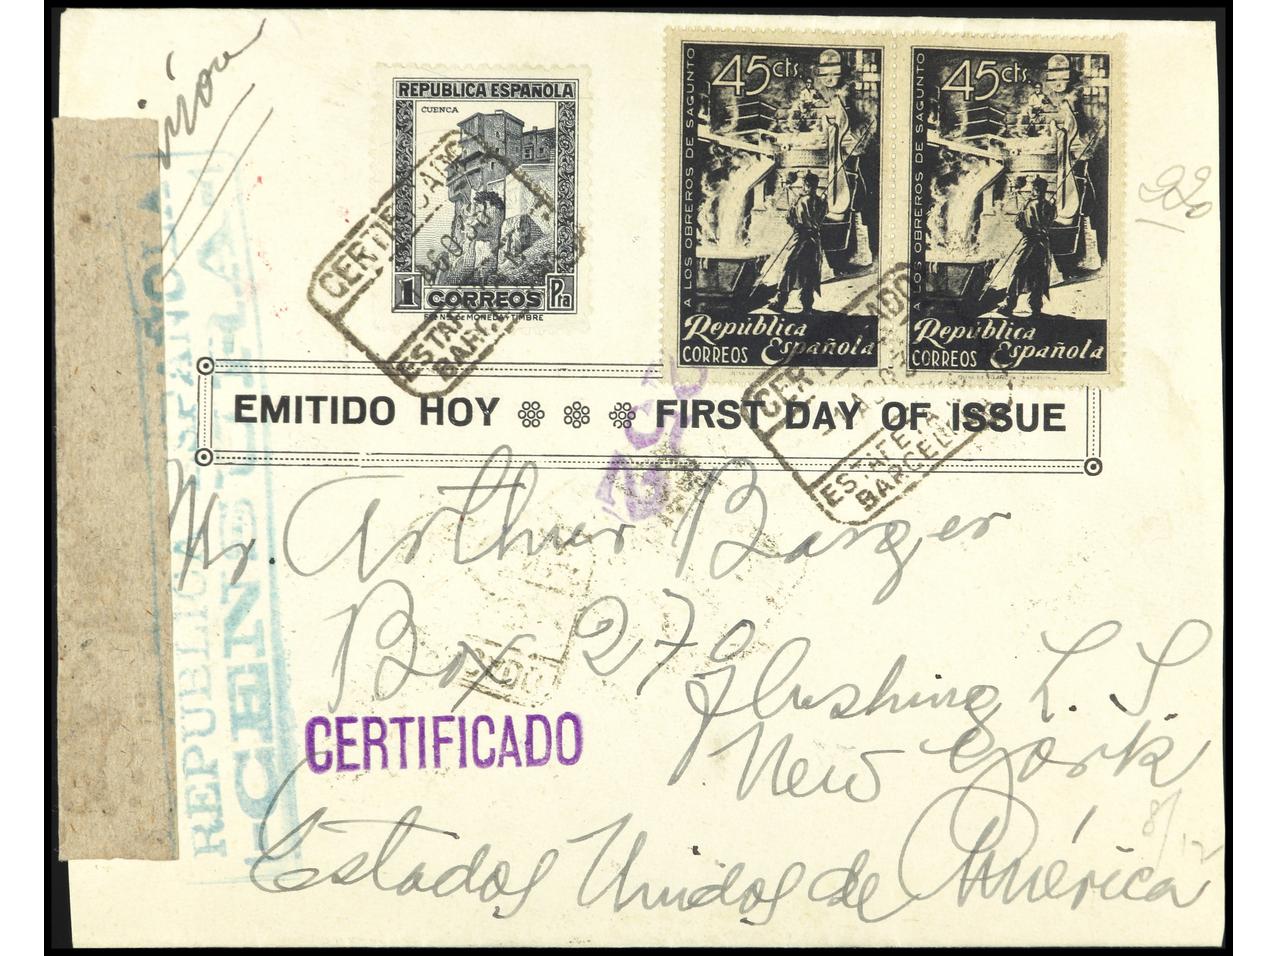 REPUBLICA ESPAÑOLA
CUENCA
1 CORREOS Pta
45 cts.
A LOS OBREROS DE SAGUNTO
República
CORREOS Española
45 cts.
A LOS OBREROS DE SAGUNTO
República
CORREOS Española
CERTIFICADO
BARCELONA
EMITIDO HOY FIRST DAY OF ISSUE
Mr. Arthur Barger
Box 279
Flushing L. I.
New York
Estados Unidos de América
CERTIFICADO
REPUBLICA ESPAÑOLA
CENSURA